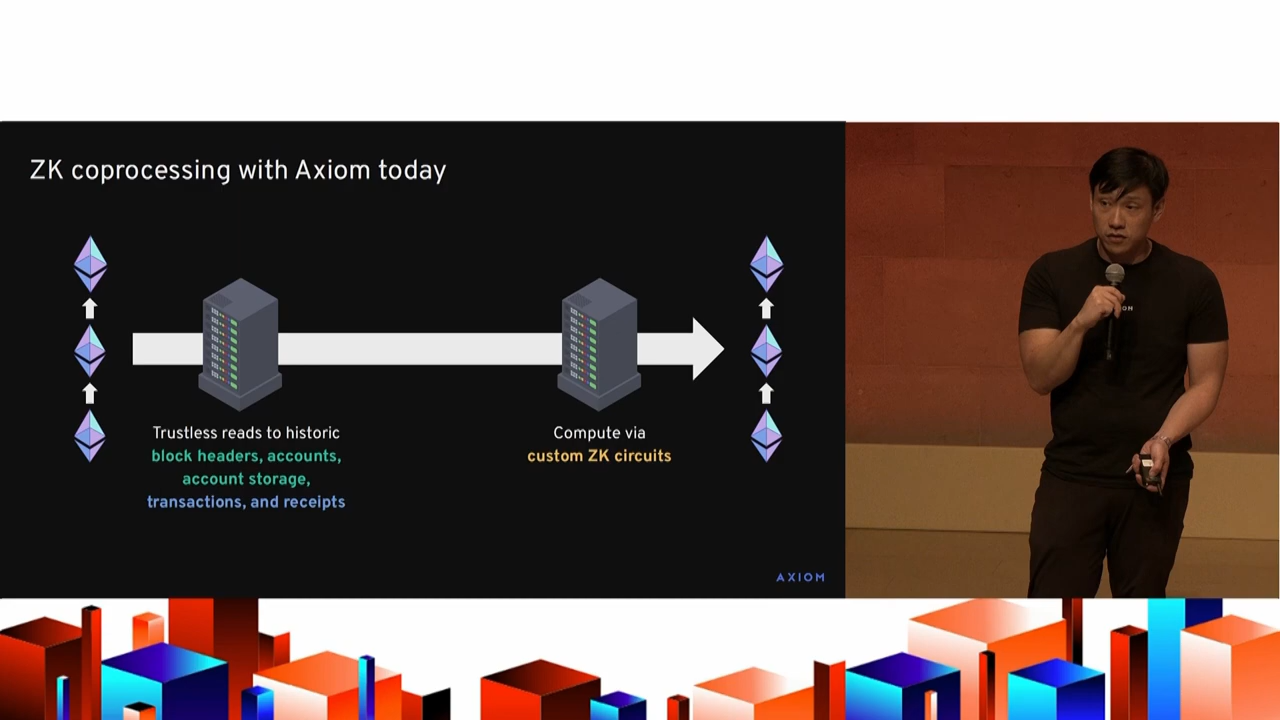 ZK coprocessing with Axiom today
Trustless reads to historic
block headers, accounts,
account storage,
transactions, and receipts
Compute via
custom ZK circuits
AXIOM